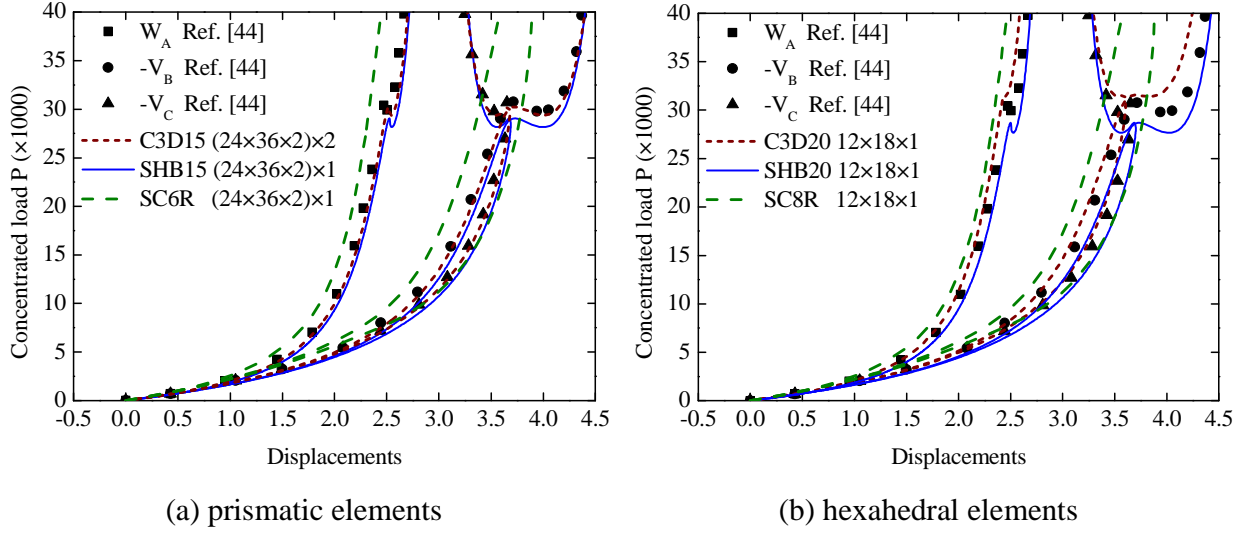 40
35
30
25
20
15
10
5
0
Concentrated load P (×1000)
W_A Ref. [44]
-V_B Ref. [44]
-V_C Ref. [44]
C3D15 (24×36×2)×2
SHB15 (24×36×2)×1
SC6R (24×36×2)×1
-0.5 0.0 0.5 1.0 1.5 2.0 2.5 3.0 3.5 4.0 4.5
Displacements
(a) prismatic elements
40
35
30
25
20
15
10
5
0
Concentrated load P (×1000)
W_A Ref. [44]
-V_B Ref. [44]
-V_C Ref. [44]
C3D20 12×18×1
SHB20 12×18×1
SC8R 12×18×1
-0.5 0.0 0.5 1.0 1.5 2.0 2.5 3.0 3.5 4.0 4.5
Displacements
(b) hexahedral elements